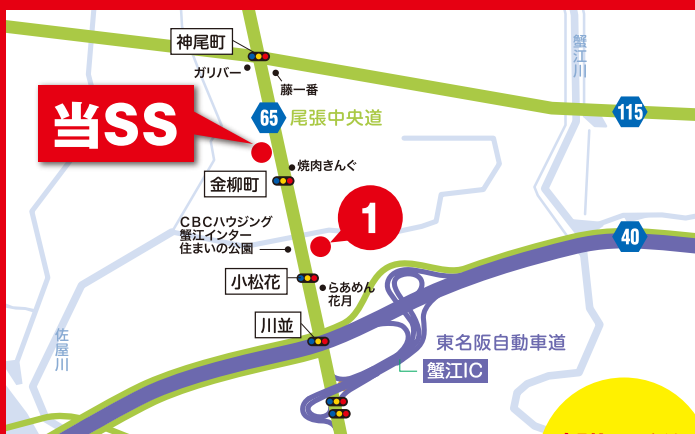 神尾町
ガリバー
藤一番
蟹江川
当SS
65
尾張中央道
115
焼肉きんぐ
金柳町
1
CBCハウジング
蟹江インター
住まいの公園
40
小松花
らあめん
花月
川並
佐屋川
東名阪自動車道
蟹江IC